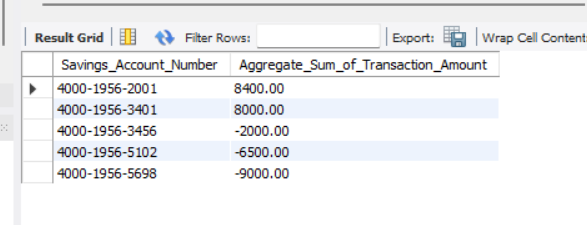 Result Grid Filter Rows: Export: Wrap Cell Content
Savings_Account_Number Aggregate_Sum_of_Transaction_Amount
4000-1956-2001 8400.00
4000-1956-3401 8000.00
4000-1956-3456 -2000.00
4000-1956-5102 -6500.00
4000-1956-5698 -9000.00